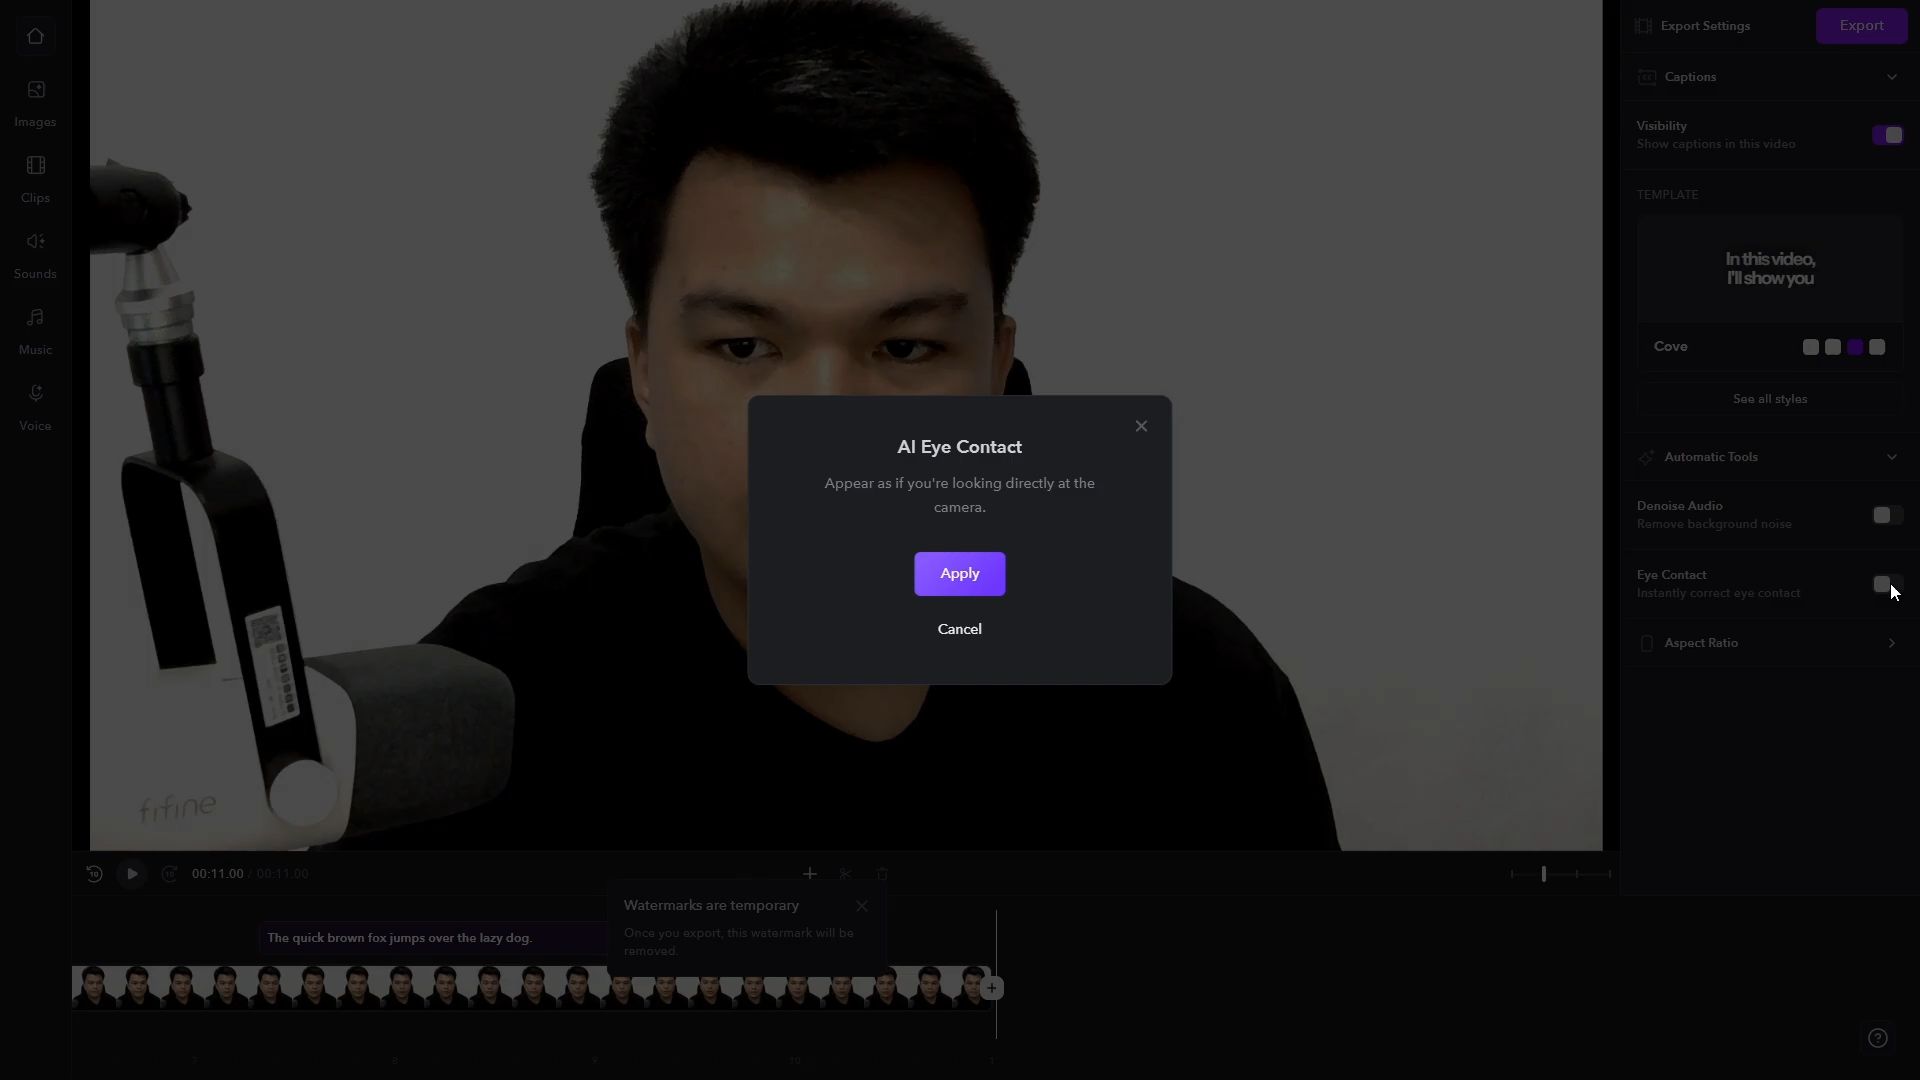 Images
Clips
Sounds
Music
Voice
fifine
AI Eye Contact
Appear as if you're looking directly at the
camera.
Apply
Cancel
Export Settings
Export
Captions
Visibility
Show captions in this video
TEMPLATE
In this video,
I'll show you
Cove
See all styles
Automatic Tools
Denoise Audio
Remove background noise
Eye Contact
Instantly correct eye contact
Aspect Ratio
00:11.00 / 00:11.00
Watermarks are temporary
Once you export, this watermark will be
removed.
The quick brown fox jumps over the lazy dog.
7
8
9
10